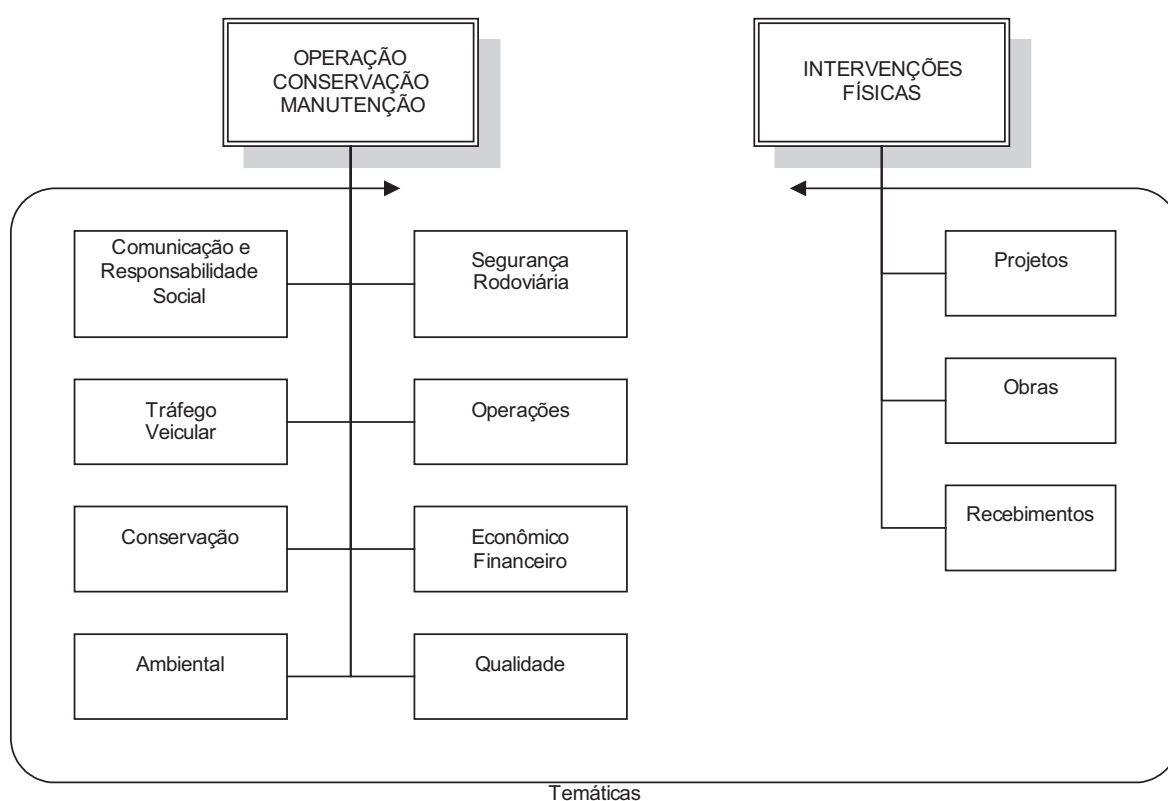 OPERAÇÃO
CONSERVAÇÃO
MANUTENÇÃO
INTERVENÇÕES
FÍSICAS
Comunicação e
Responsabilidade
Social
Segurança
Rodoviária
Projetos
Tráfego
Veicular
Operações
Obras
Conservação
Econômico
Financeiro
Recebimentos
Ambiental
Qualidade
Temáticas